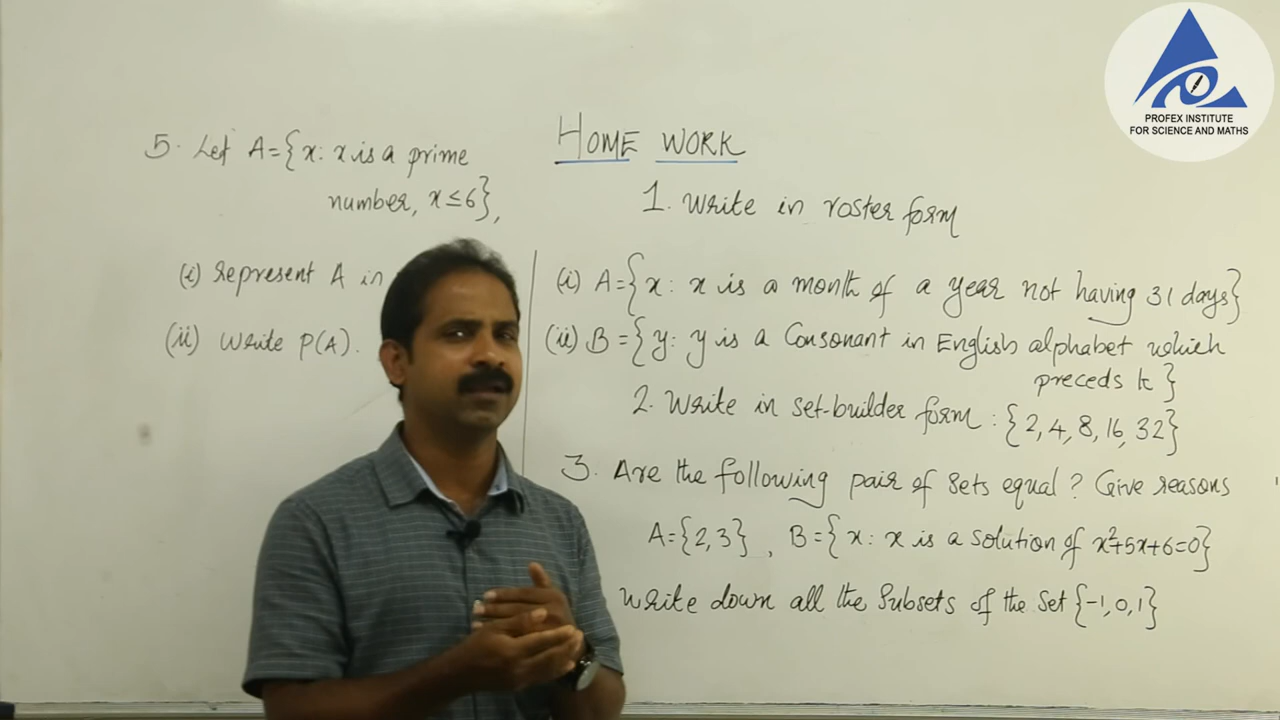 HOME WORK
1. Write in roster form
(i) A={x: x is a month of a year not having 31 days}
(ii) B={y: y is a Consonant in English alphabet which
preceds k}
2. Write in set-builder form : {2, 4, 8, 16, 32}
3. Are the following pair of sets equal? Give reasons
A={2,3}, B={x: x is a solution of x²+5x+6=0}
Write down all the Subsets of the Set {-1,0,1}
5. Let A={x: x is a prime
number, x≤6},
(i) Represent A in
(ii) Write P(A).
PROFEX INSTITUTE
FOR SCIENCE AND MATHS